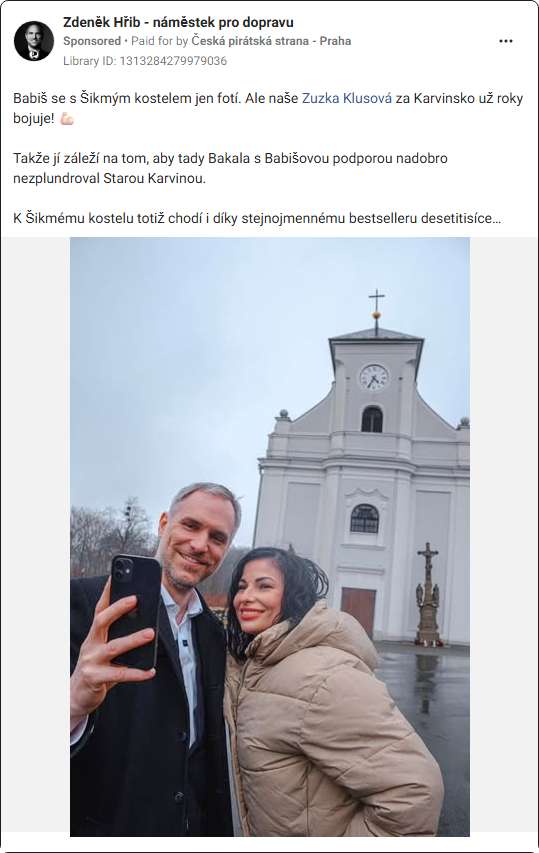 Zdeněk Hřib - náměstek pro dopravu
Sponsored • Paid for by Česká pirátská strana - Praha
Library ID: 1313284279979036
Babiš se s Šikmým kostelem jen fotí. Ale naše Zuzka Klusová za Karvinsko už roky
bojuje! 💪🏻
Takže jí záleží na tom, aby tady Bakala s Babišovou podporou nadobro
nezplundroval Starou Karvinou.
K Šikmému kostelu totiž chodí i díky stejnojmennému bestselleru desetitisíce…